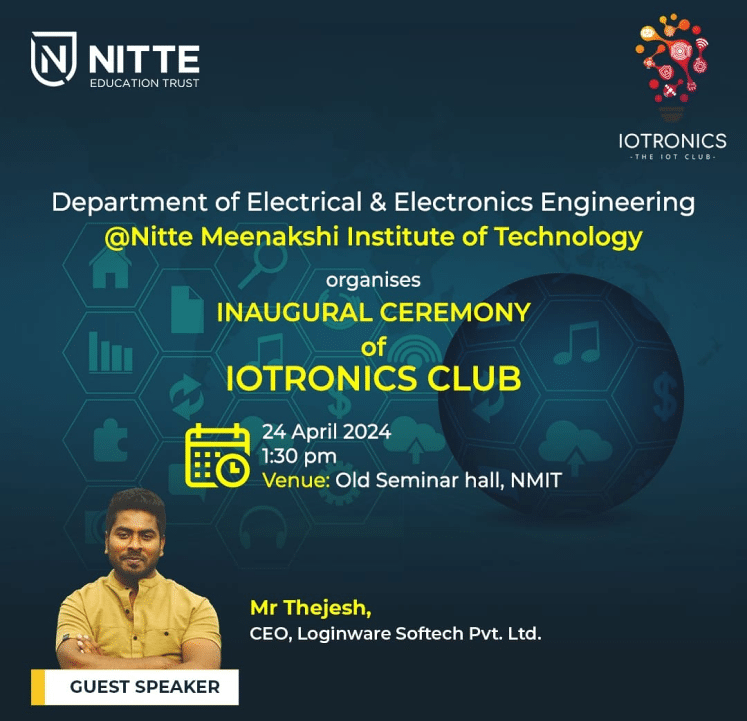 NITTE
EDUCATION TRUST
IOTRONICS
-THE IOT CLUB-
Department of Electrical & Electronics Engineering
@Nitte Meenakshi Institute of Technology
organises
INAUGURAL CEREMONY
of
IOTRONICS CLUB
24 April 2024
1:30 pm
Venue: Old Seminar hall, NMIT
Mr Thejesh,
CEO, Loginware Softech Pvt. Ltd.
GUEST SPEAKER